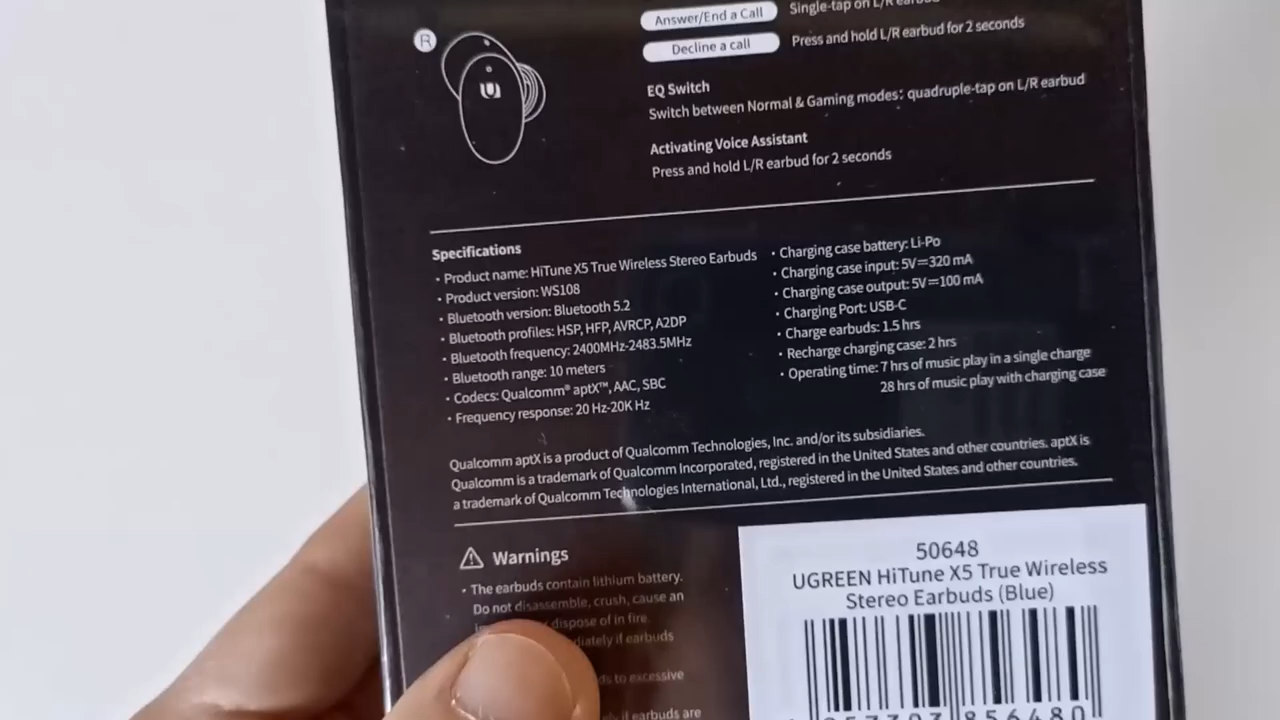 Answer/End a Call
Single-tap on L/R
Decline a call
Press and hold L/R earbud for 2 seconds
R
EQ Switch
Switch between Normal & Gaming modes: quadruple-tap on L/R earbud
Activating Voice Assistant
Press and hold L/R earbud for 2 seconds
Specifications
• Product name: HiTune X5 True Wireless Stereo Earbuds
• Product version: WS108
• Bluetooth version: Bluetooth 5.2
• Bluetooth profiles: HSP, HFP, AVRCP, A2DP
• Bluetooth frequency: 2400MHz-2483.5MHz
• Bluetooth range: 10 meters
• Codecs: Qualcomm® aptX™, AAC, SBC
• Frequency response: 20 Hz-20K Hz
• Charging case battery: Li-Po
• Charging case input: 5V⎓320 mA
• Charging case output: 5V⎓100 mA
• Charging Port: USB-C
• Charge earbuds: 1.5 hrs
• Recharge charging case: 2 hrs
• Operating time: 7 hrs of music play in a single charge
28 hrs of music play with charging case
Qualcomm aptX is a product of Qualcomm Technologies, Inc. and/or its subsidiaries.
Qualcomm is a trademark of Qualcomm Incorporated, registered in the United States and other countries. aptX is
a trademark of Qualcomm Technologies International, Ltd., registered in the United States and other countries.
Warnings
• The earbuds contain lithium battery.
Do not disassemble, crush, cause an
dispose of in fire.
if earbuds
to excessive
if earbuds are
50648
UGREEN HiTune X5 True Wireless
Stereo Earbuds (Blue)
856480